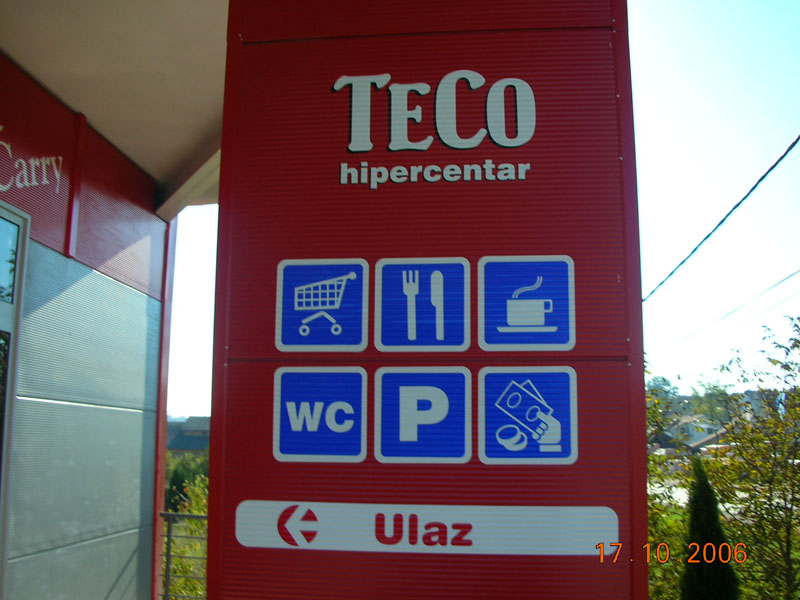 TECO
hipercentar
Carry
WC
P
Ulaz
17.10.2006